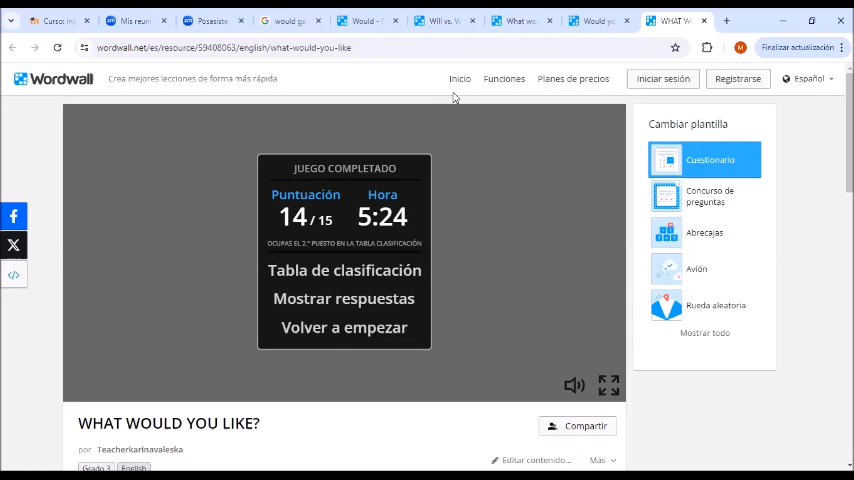 Curso: ing
Mis reun
Posasiste
would ga
Would - 
Will vs. W
What wo
Would yo
WHAT W
wordwall.net/es/resource/59408063/english/what-would-you-like
M
Finalizar actualización
Wordwall
Crea mejores lecciones de forma más rápida
Inicio
Funciones
Planes de precios
Iniciar sesión
Registrarse
Español
JUEGO COMPLETADO
Puntuación
Hora
14 / 15
5:24
OCUPAS EL 2.º PUESTO EN LA TABLA CLASIFICACIÓN
Tabla de clasificación
Mostrar respuestas
Volver a empezar
Cambiar plantilla
Cuestionario
Concurso de
preguntas
Abrecajas
Avión
Rueda aleatoria
Mostrar todo
WHAT WOULD YOU LIKE?
Compartir
por Teacherkarinavaleska
Grado 3
English
Editar contenido...
Más